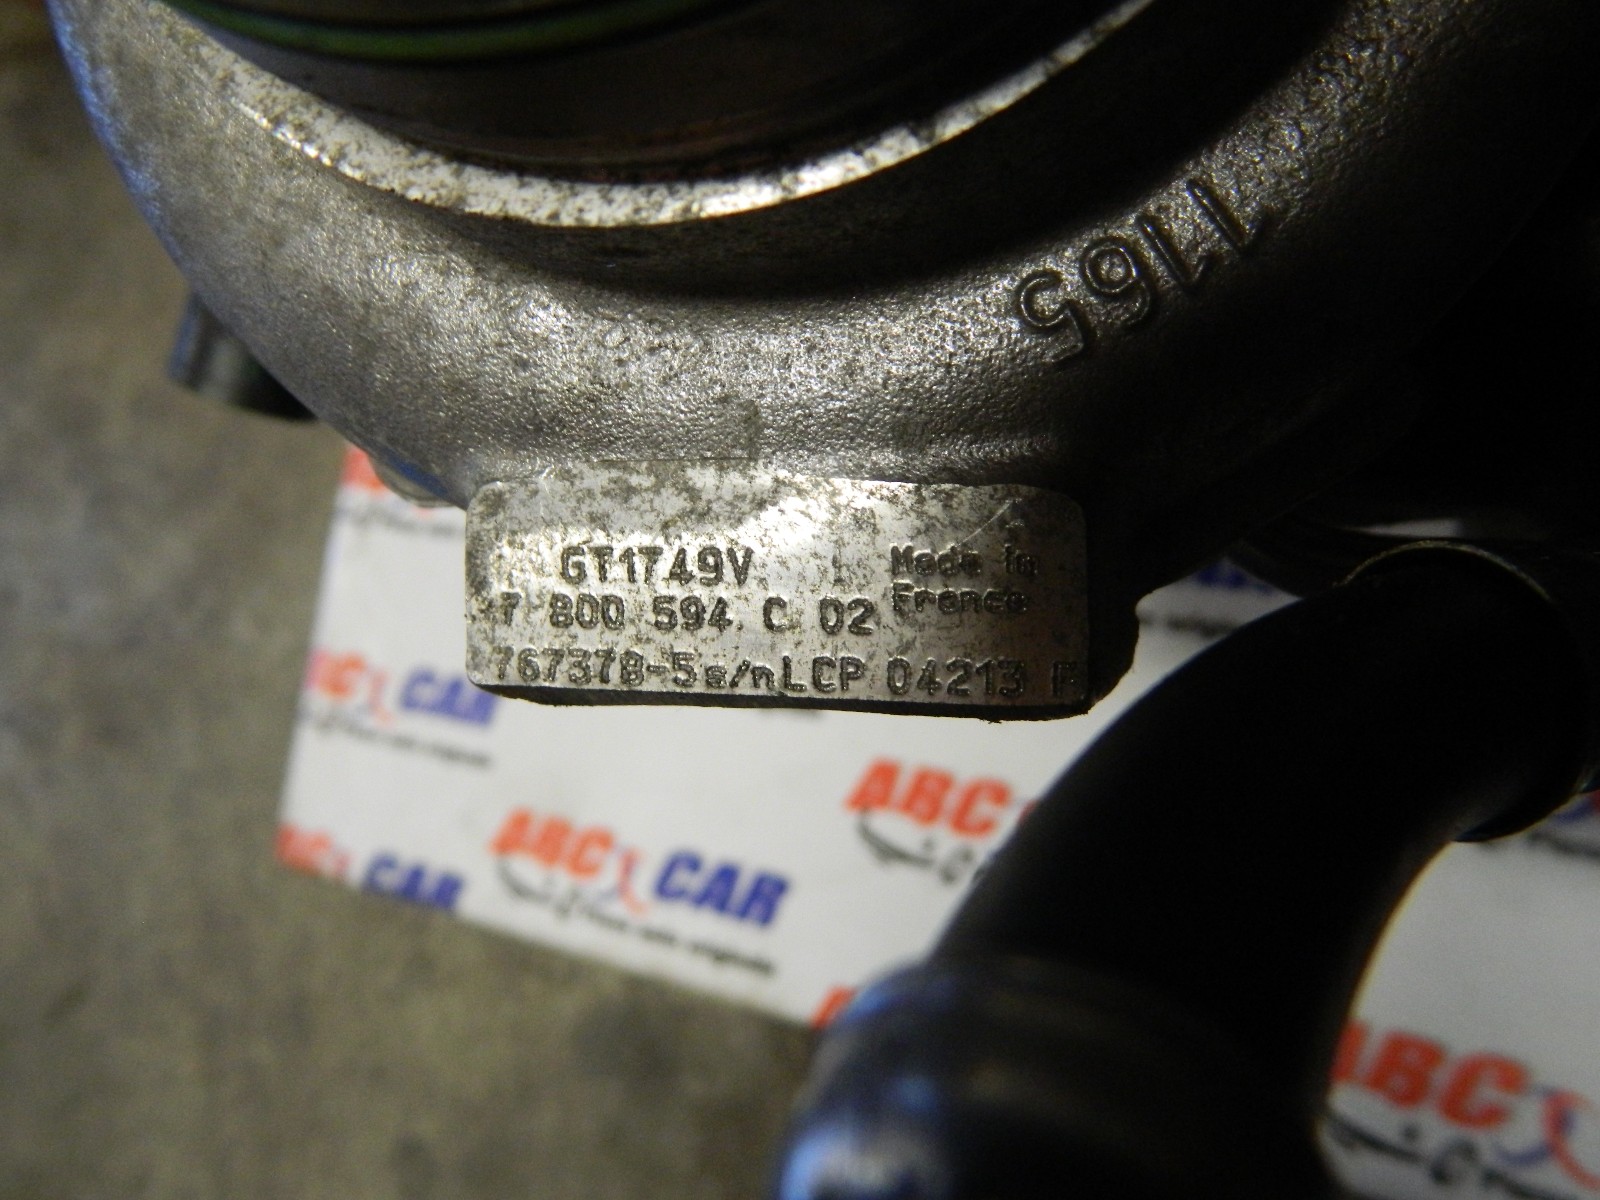 1165
GT1749V Made in
7 800 594 C 02 France
767378-5 s/n LCP 04213 F
ABC CAR
ABC CAR
ABC
CAR
ABC